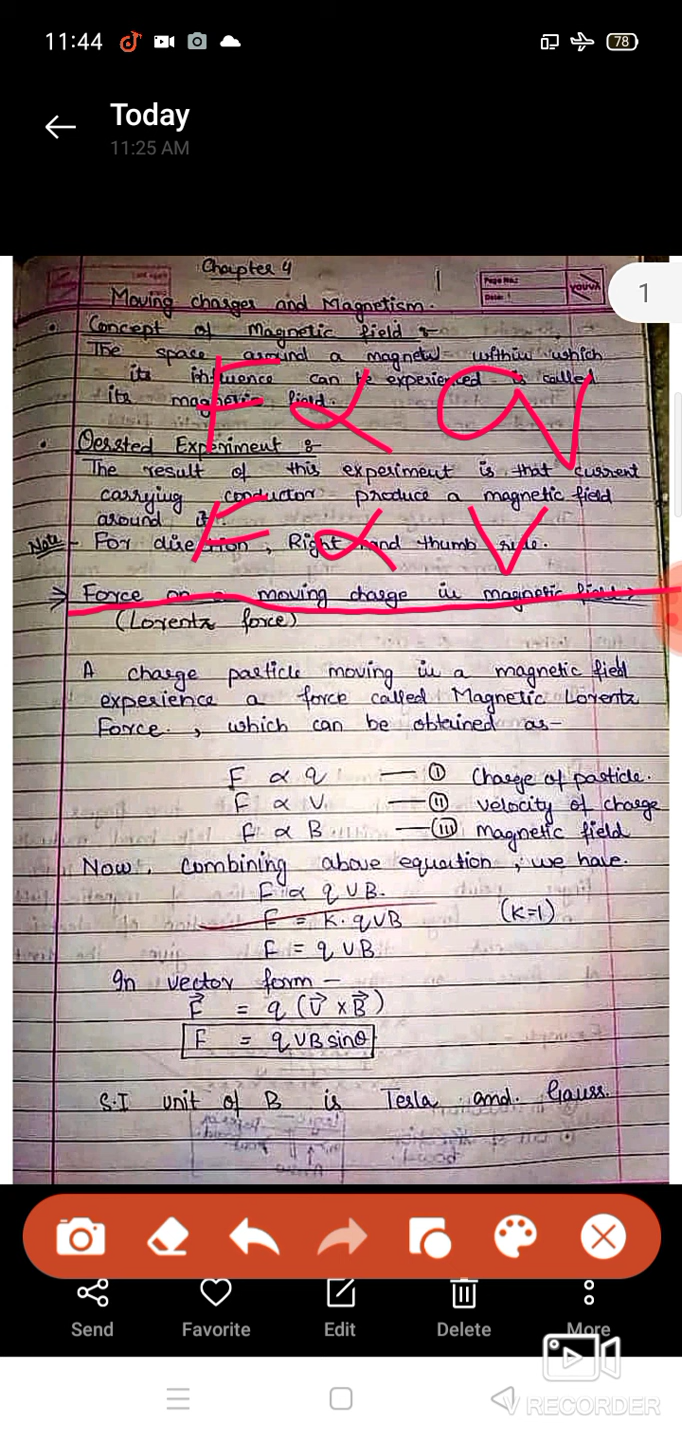 11:44
78
Today
11:25 AM
Chapter 4
1
Page No.:
Date:
YOUVA
1
Moving charges and Magnetism.
• Concept of Magnetic field :-
The space around a magnet within which
its influence can be experienced is called
its magnetic field.
F α q
• Oersted Experiment :-
The result of this experiment is that current
carrying conductor produce a magnetic field
around it.
F α V
Note - For direction, Right hand thumb rule.
⇒ Force on a moving charge in magnetic field
(Lorentz force)
A charge particle moving in a magnetic field
experience a force called Magnetic Lorentz
Force., which can be obtained as-
F α q — (I) Charge of particle.
F α V — (II) velocity of charge
F α B — (III) magnetic field
Now, combining above equation, we have.
F α qVB.
F = K.qVB (K=1)
F = qVB.
In vector form -
F⃗ = q (V⃗ × B⃗)
F = qVB sinθ
S.I unit of B is Tesla and Gauss.
Send
Favorite
Edit
Delete
More
V RECORDER